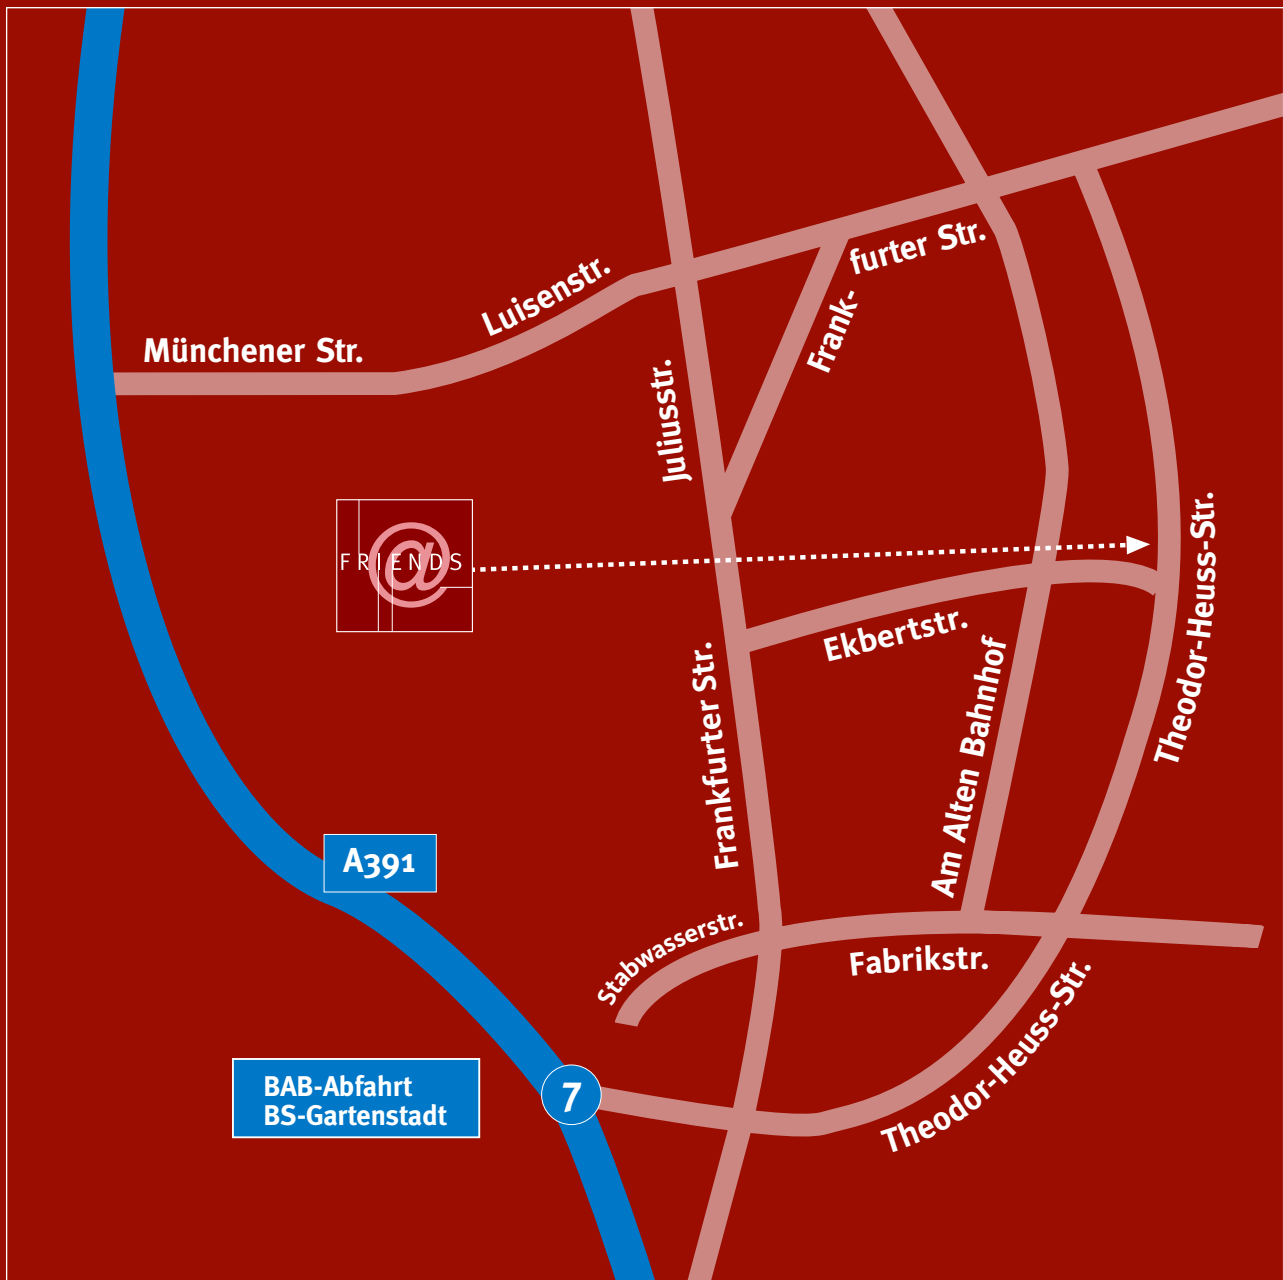 furter Str.
Frank-
Luisenstr.
Münchener Str.
Juliusstr.
FRIENDS
@
Theodor-Heuss-Str.
Ekbertstr.
Frankfurter Str.
Am Alten Bahnhof
A391
Stabwasserstr.
Fabrikstr.
Theodor-Heuss-Str.
BAB-Abfahrt
BS-Gartenstadt
7